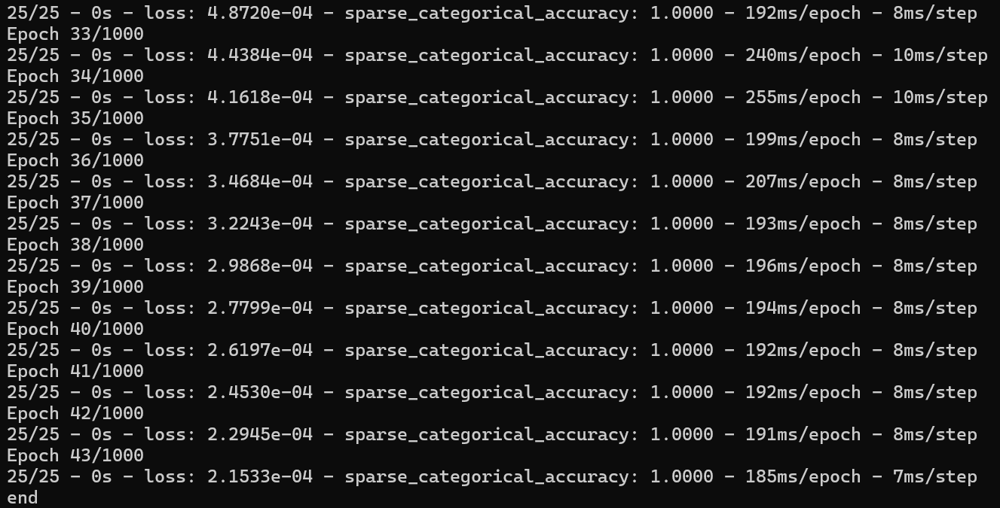 25/25 - 0s - loss: 4.8720e-04 - sparse_categorical_accuracy: 1.0000 - 192ms/epoch - 8ms/step
Epoch 33/1000
25/25 - 0s - loss: 4.4384e-04 - sparse_categorical_accuracy: 1.0000 - 240ms/epoch - 10ms/step
Epoch 34/1000
25/25 - 0s - loss: 4.1618e-04 - sparse_categorical_accuracy: 1.0000 - 255ms/epoch - 10ms/step
Epoch 35/1000
25/25 - 0s - loss: 3.7751e-04 - sparse_categorical_accuracy: 1.0000 - 199ms/epoch - 8ms/step
Epoch 36/1000
25/25 - 0s - loss: 3.4684e-04 - sparse_categorical_accuracy: 1.0000 - 207ms/epoch - 8ms/step
Epoch 37/1000
25/25 - 0s - loss: 3.2243e-04 - sparse_categorical_accuracy: 1.0000 - 193ms/epoch - 8ms/step
Epoch 38/1000
25/25 - 0s - loss: 2.9868e-04 - sparse_categorical_accuracy: 1.0000 - 196ms/epoch - 8ms/step
Epoch 39/1000
25/25 - 0s - loss: 2.7799e-04 - sparse_categorical_accuracy: 1.0000 - 194ms/epoch - 8ms/step
Epoch 40/1000
25/25 - 0s - loss: 2.6197e-04 - sparse_categorical_accuracy: 1.0000 - 192ms/epoch - 8ms/step
Epoch 41/1000
25/25 - 0s - loss: 2.4530e-04 - sparse_categorical_accuracy: 1.0000 - 192ms/epoch - 8ms/step
Epoch 42/1000
25/25 - 0s - loss: 2.2945e-04 - sparse_categorical_accuracy: 1.0000 - 191ms/epoch - 8ms/step
Epoch 43/1000
25/25 - 0s - loss: 2.1533e-04 - sparse_categorical_accuracy: 1.0000 - 185ms/epoch - 7ms/step
end